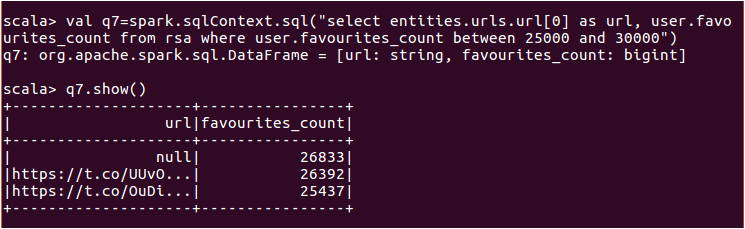 scala> val q7=spark.sqlContext.sql("select entities.urls.url[0] as url, user.favo
urites_count from rsa where user.favourites_count between 25000 and 30000")
q7: org.apache.spark.sql.DataFrame = [url: string, favourites_count: bigint]
scala> q7.show()
+--------------------+----------------+
|                 url|favourites_count|
+--------------------+----------------+
|                null|           26833|
|https://t.co/UUvO...|           26392|
|https://t.co/OuDi...|           25437|
+--------------------+----------------+